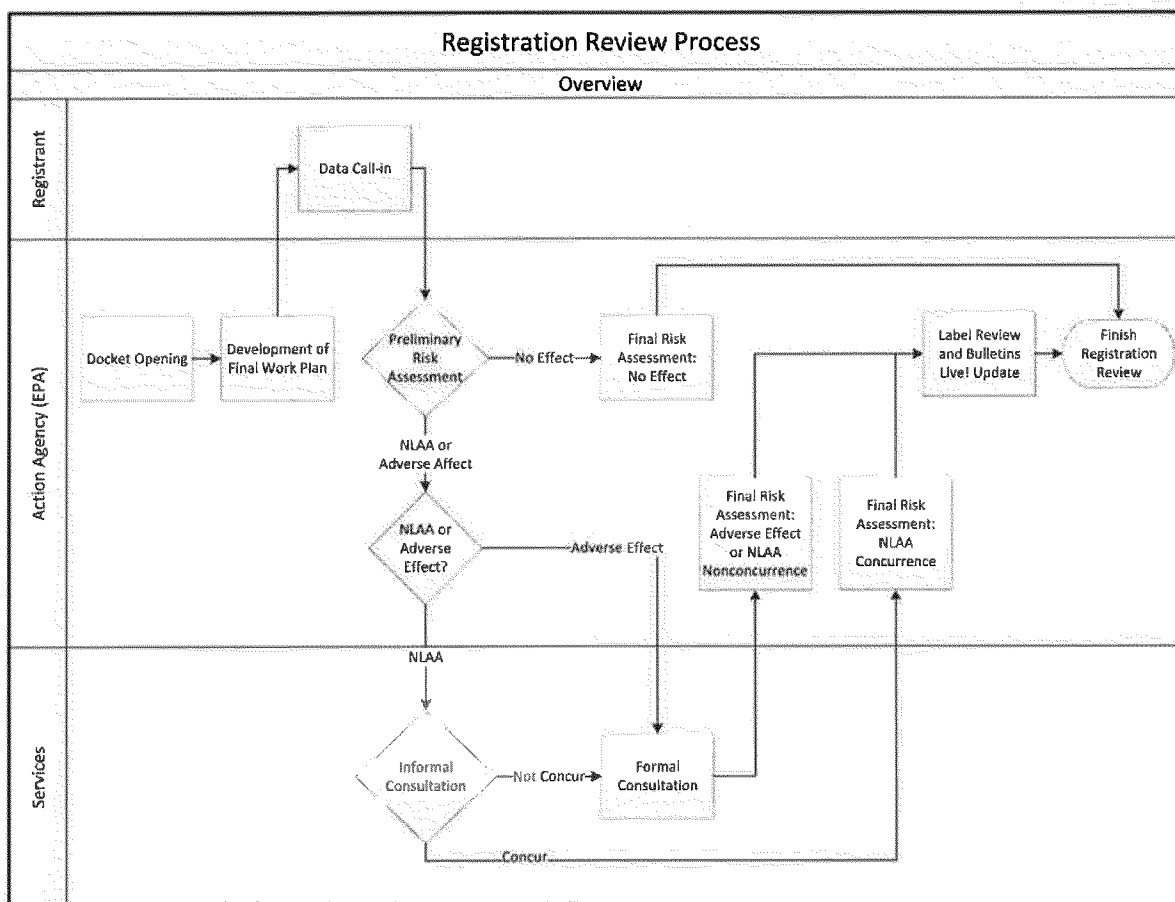 Registration Review Process
Overview
Registrant
Data Call-in
Action Agency (EPA)
Docket Opening
Development of
Final Work Plan
Preliminary
Risk
Assessment
No Effect
Final Risk
Assessment:
No Effect
Label Review
and Bulletins
Live! Update
Finish
Registration
Review
NLAA or
Adverse Affect
NLAA or
Adverse
Effect?
Adverse Effect
Final Risk
Assessment:
Adverse Effect
or NLAA
Nonconcurrence
Final Risk
Assessment:
NLAA
Concurrence
Services
NLAA
Informal
Consultation
Not Concur
Formal
Consultation
Concur